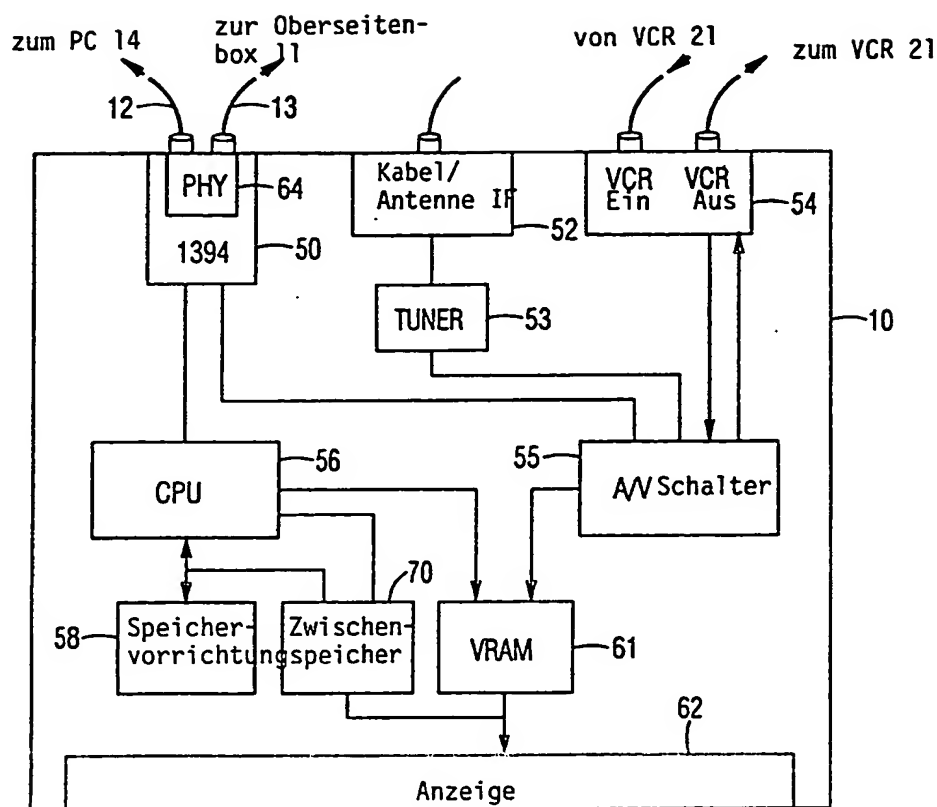 zum PC 14
zur Oberseiten-
box 11
von VCR 21
zum VCR 21
12
13
PHY
64
1394
50
Kabel/
Antenne IF
52
VCR
Ein
VCR
Aus
54
TUNER
53
10
CPU
56
55
A/V Schalter
58
Speicher-
vorrichtung
Zwischen-
speicher
70
VRAM
61
62
Anzeige